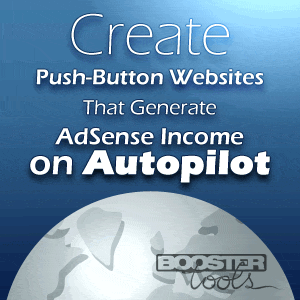 Create
Push-Button Websites
That Generate
AdSense Income
on Autopilot
BOOSTER
tools